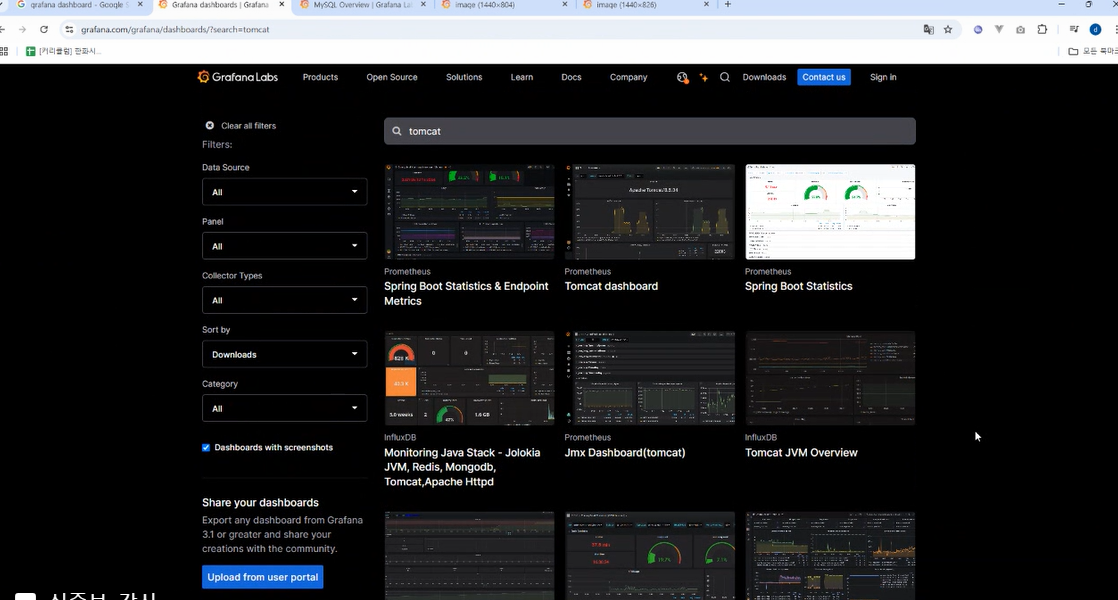 grafana dashboard - Google S
Grafana dashboards | Grafana
MySQL Overview | Grafana La
image (1440×804)
image (1440×826)
grafana.com/grafana/dashboards/?search=tomcat
[커리큘럼] 판화시...
모든 북마크
Grafana Labs
Products
Open Source
Solutions
Learn
Docs
Company
Downloads
Contact us
Sign in
Clear all filters
tomcat
Filters:
Data Source
All
Panel
All
Collector Types
All
Sort by
Downloads
Category
All
Dashboards with screenshots
Share your dashboards
Export any dashboard from Grafana
3.1 or greater and share your
creations with the community.
Upload from user portal
Prometheus
Spring Boot Statistics & Endpoint
Metrics
Prometheus
Tomcat dashboard
Prometheus
Spring Boot Statistics
InfluxDB
Monitoring Java Stack - Jolokia
JVM, Redis, Mongodb,
Tomcat,Apache Httpd
Prometheus
Jmx Dashboard(tomcat)
InfluxDB
Tomcat JVM Overview